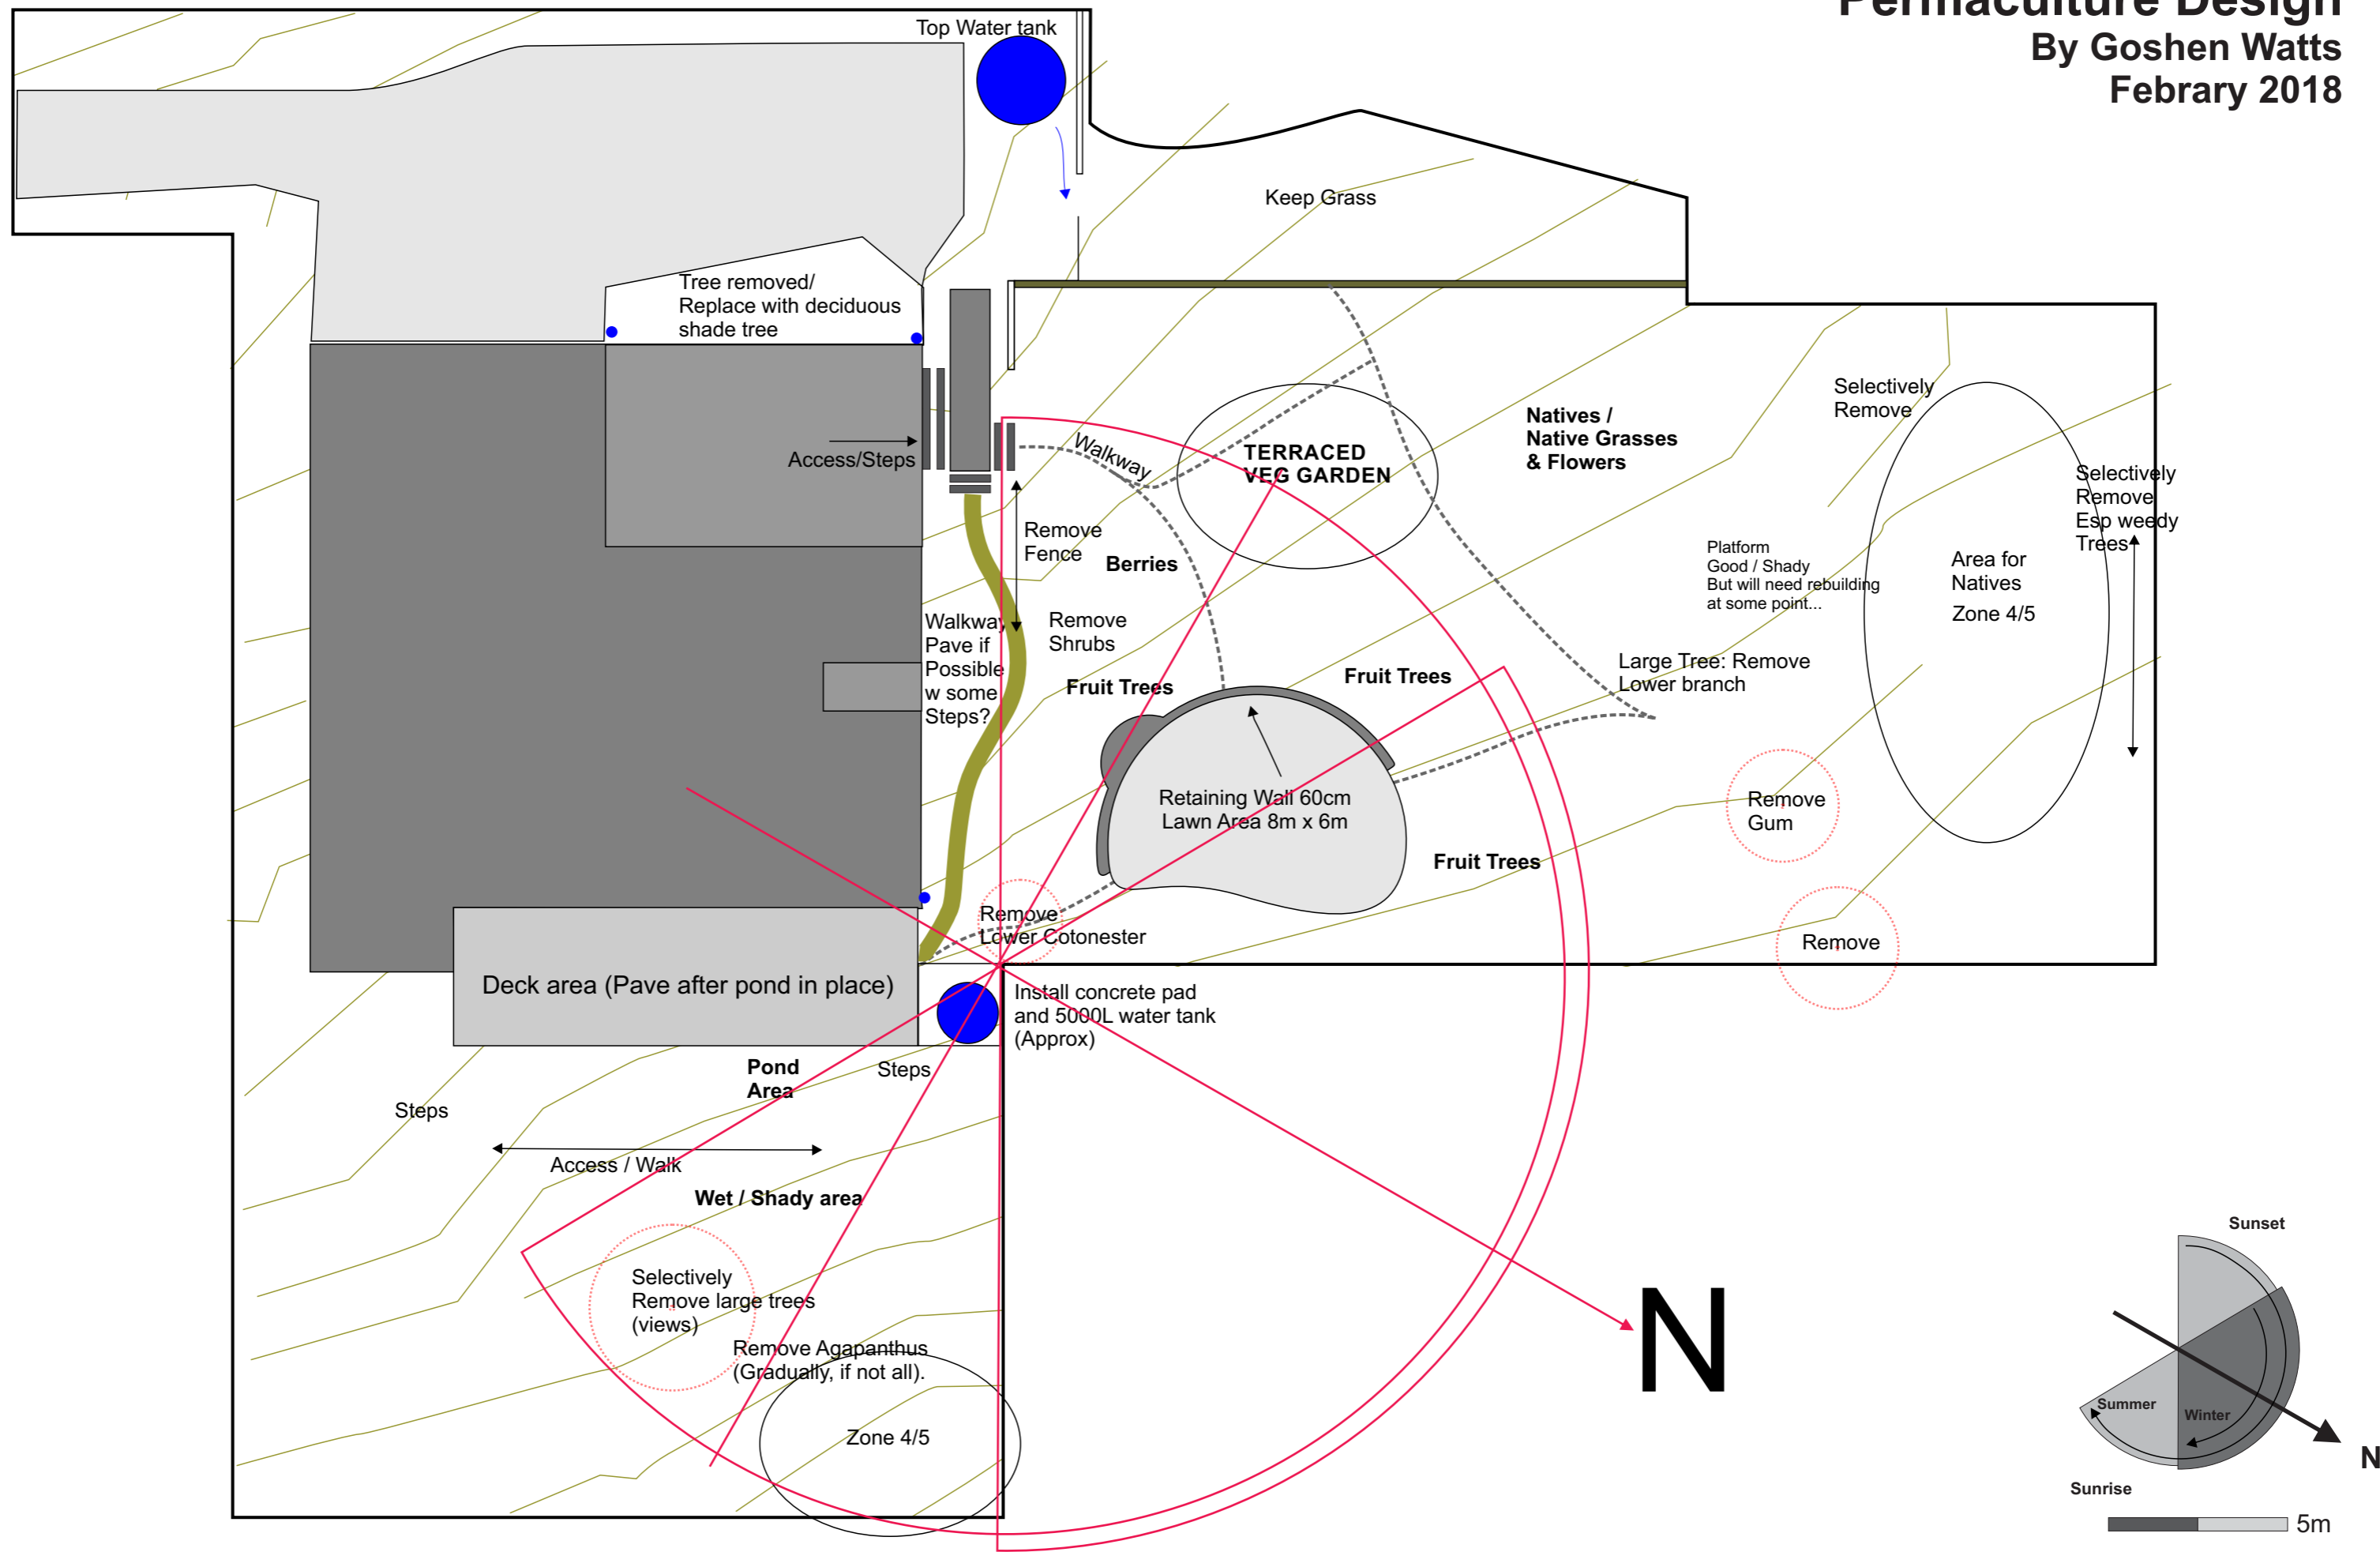 Permaculture Design
By Goshen Watts
Febrary 2018
Top Water tank
Keep Grass
Tree removed/
Replace with deciduous
shade tree
Access/Steps
Walkway
TERRACED
VEG GARDEN
Natives /
Native Grasses
& Flowers
Selectively
Remove
Selectively
Remove
Esp weedy
Trees
Remove
Fence
Berries
Platform
Good / Shady
But will need rebuilding
at some point...
Area for
Natives
Zone 4/5
Walkway
Pave if
Possible
w some
Steps?
Remove
Shrubs
Fruit Trees
Fruit Trees
Large Tree: Remove
Lower branch
Retaining Wall 60cm
Lawn Area 8m x 6m
Remove
Gum
Fruit Trees
Remove
Lower Cotonester
Remove
Deck area (Pave after pond in place)
Install concrete pad
and 5000L water tank
(Approx)
Pond
Area
Steps
Steps
Access / Walk
Wet / Shady area
Selectively
Remove large trees
(views)
Remove Agapanthus
(Gradually, if not all).
Zone 4/5
N
Sunset
Summer
Winter
N
Sunrise
5m